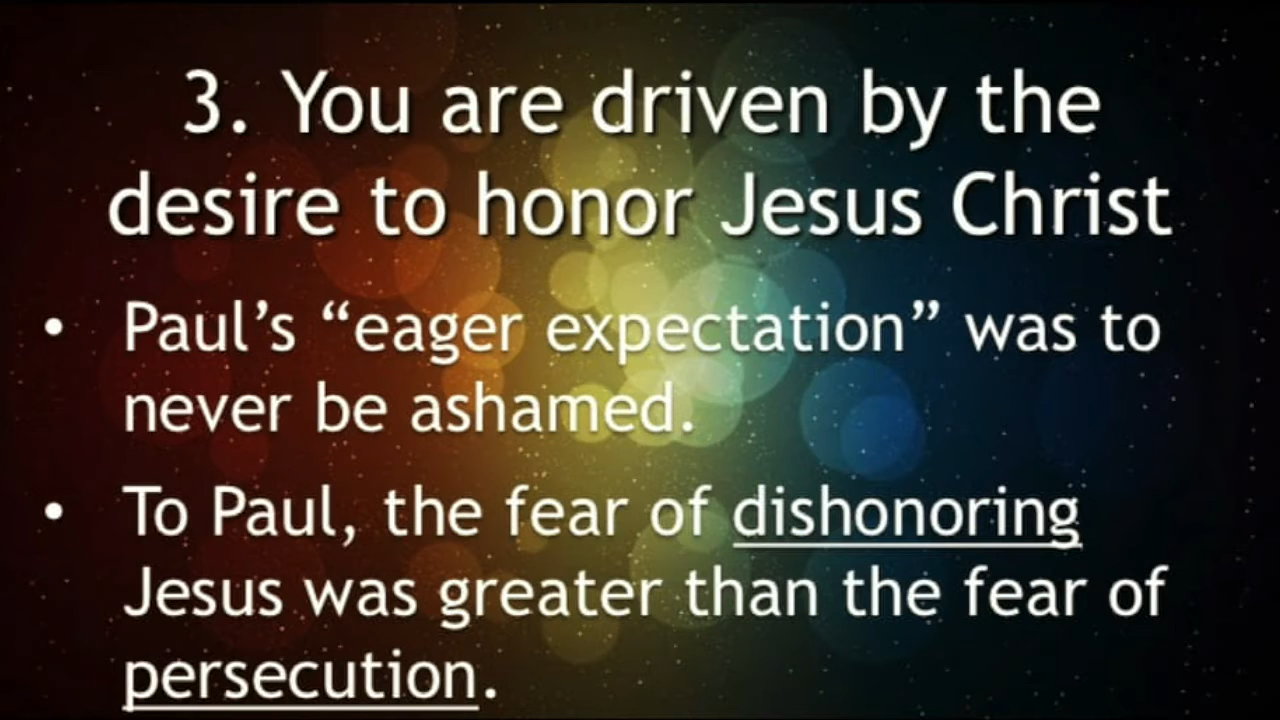 3. You are driven by the
desire to honor Jesus Christ
• Paul’s “eager expectation” was to
never be ashamed.
• To Paul, the fear of dishonoring
Jesus was greater than the fear of
persecution.